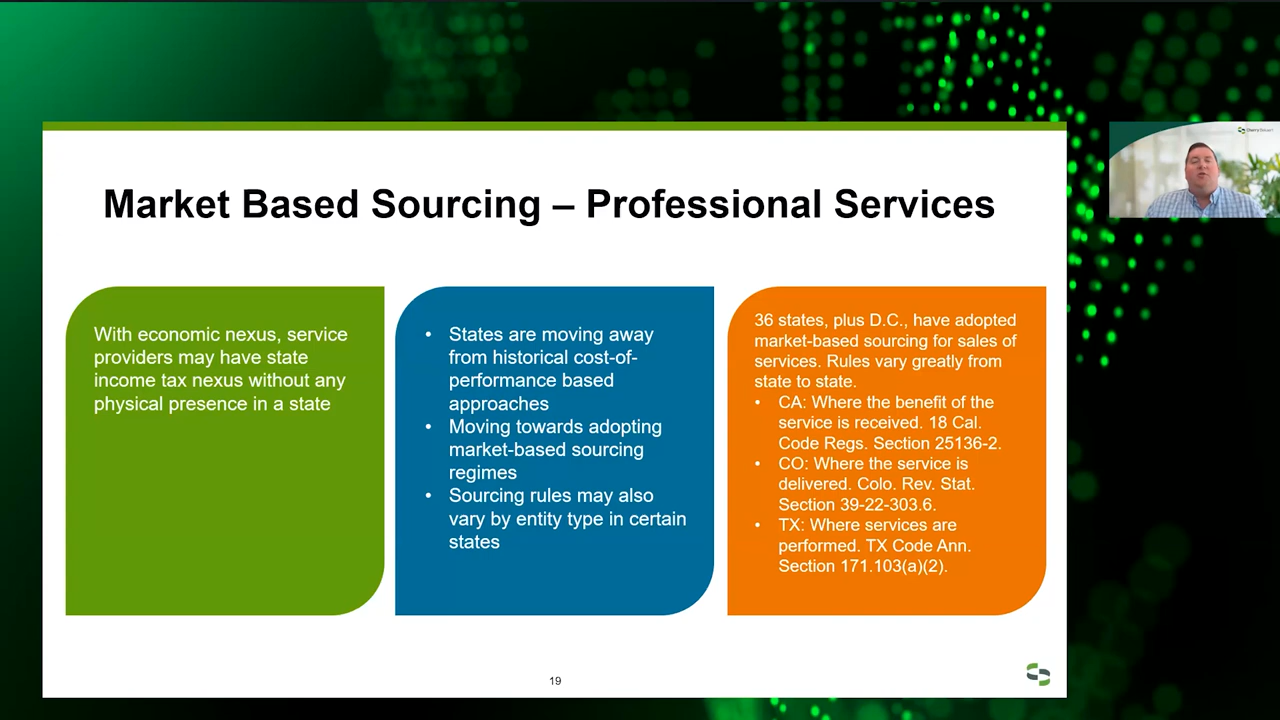 Market Based Sourcing – Professional Services
With economic nexus, service
providers may have state
income tax nexus without any
physical presence in a state
• States are moving away
from historical cost-of-
performance based
approaches
• Moving towards adopting
market-based sourcing
regimes
• Sourcing rules may also
vary by entity type in certain
states
36 states, plus D.C., have adopted
market-based sourcing for sales of
services. Rules vary greatly from
state to state.
• CA: Where the benefit of the
service is received. 18 Cal.
Code Regs. Section 25136-2.
• CO: Where the service is
delivered. Colo. Rev. Stat.
Section 39-22-303.6.
• TX: Where services are
performed. TX Code Ann.
Section 171.103(a)(2).
19